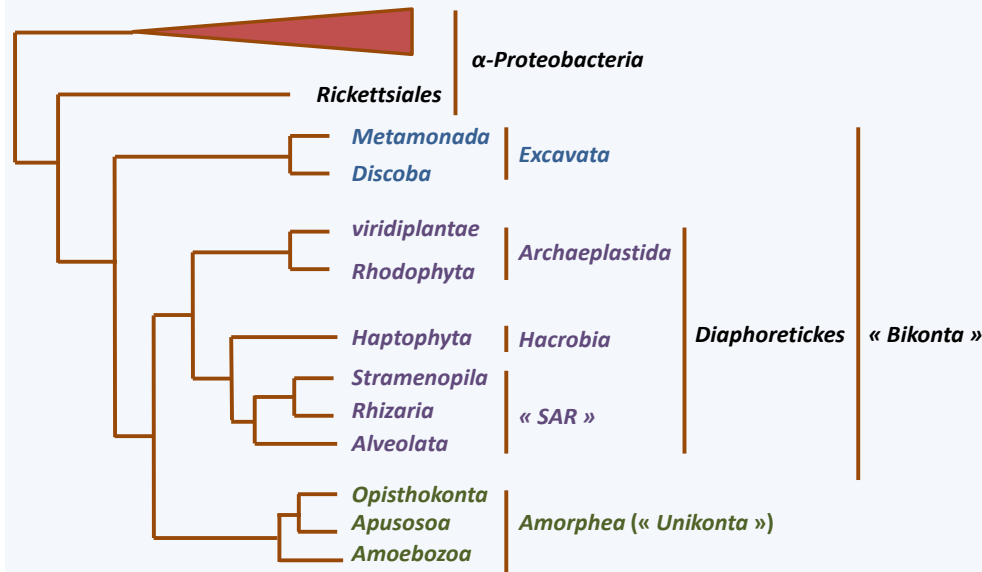 α-Proteobacteria
Rickettsiales
Metamonada
Excavata
Discoba
viridiplantae
Archaeplastida
Rhodophyta
Diaphoretickes
« Bikonta »
Haptophyta
Hacrobia
Stramenopila
Rhizaria
« SAR »
Alveolata
Opisthokonta
Apusosoa
Amorphea (« Unikonta »)
Amoebozoa